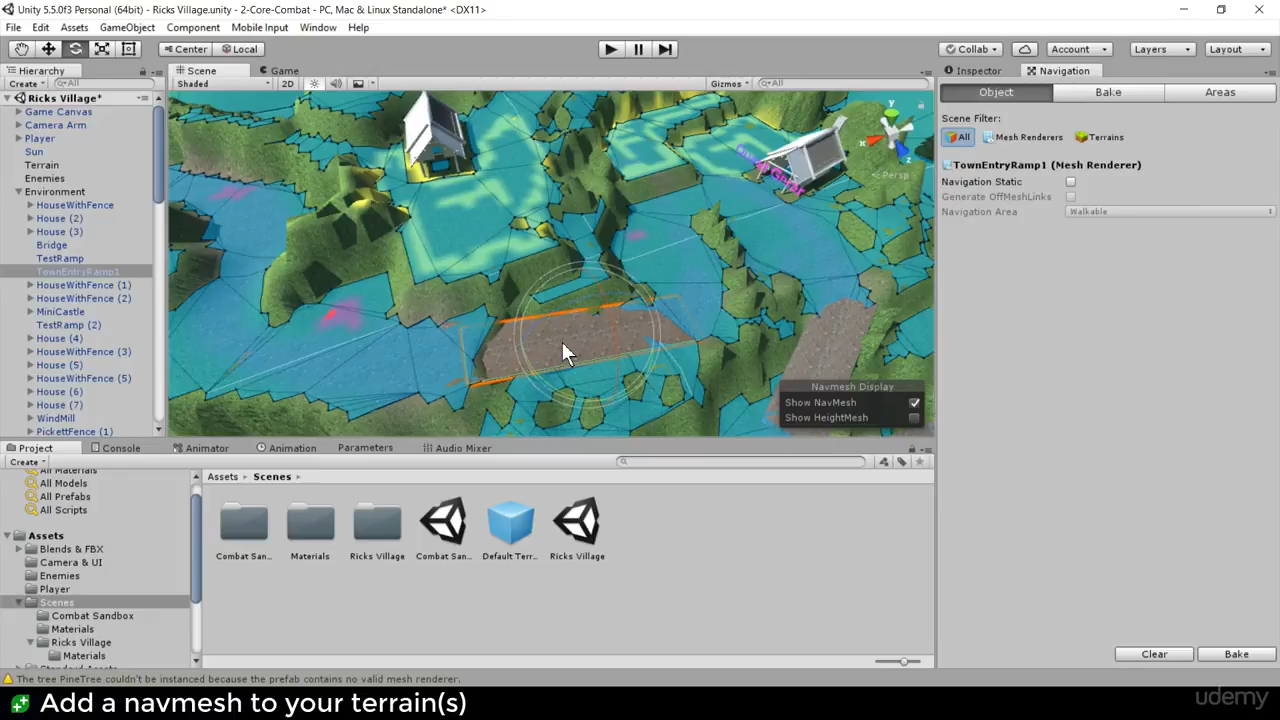 Unity 5.5.0f3 Personal (64bit) - Ricks Village.unity - 2-Core-Combat - PC, Mac & Linux Standalone* <DX11>
File Edit Assets GameObject Component Mobile Input Window Help
Center Local Collab Account Layers Layout
Hierarchy Scene Game Inspector Navigation
Create All Shaded 2D Gizmos All
Object Bake Areas
Ricks Village*
Game Canvas
Camera Arm
Player
Sun
Terrain
Enemies
Environment
HouseWithFence
House (2)
House (3)
Bridge
TestRamp
TownEntryRamp1
HouseWithFence (1)
HouseWithFence (2)
MiniCastle
TestRamp (2)
House (4)
HouseWithFence (3)
House (5)
HouseWithFence (5)
House (6)
House (7)
WindMill
PickettFence (1)
y
x
z
Persp
Navmesh Display
Show NavMesh
Show HeightMesh
Scene Filter:
All Mesh Renderers Terrains
TownEntryRamp1 (Mesh Renderer)
Navigation Static
Generate OffMeshLinks
Navigation Area Walkable
Clear Bake
Project Console Animator Animation Parameters Audio Mixer
Create
All Materials
All Models
All Prefabs
All Scripts
Assets
Blends & FBX
Camera & UI
Enemies
Player
Scenes
Combat Sandbox
Materials
Ricks Village
Materials
Standard Assets
Assets Scenes
Combat San... Materials Ricks Village Combat San... Default Terr... Ricks Village
The tree PineTree couldn't be instanced because the prefab contains no valid mesh renderer.
Add a navmesh to your terrain(s)
udemy